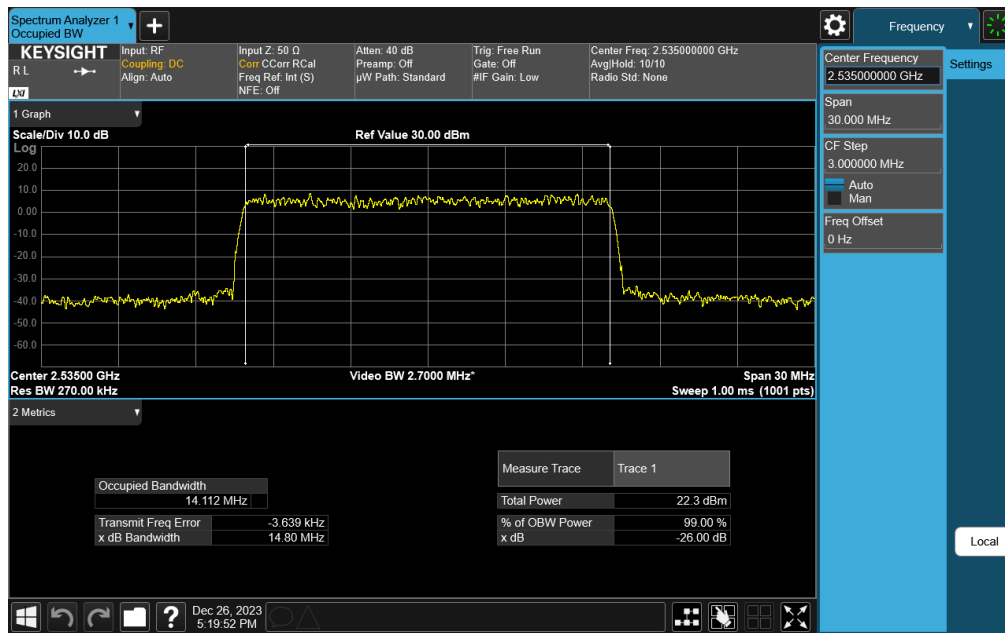 Spectrum Analyzer 1
Occupied BW
Frequency
KEYSIGHT
R L
LXI
Input: RF
Coupling: DC
Align: Auto
Input Z: 50 Ω
Corr CCorr RCal
Freq Ref: Int (S)
NFE: Off
Atten: 40 dB
Preamp: Off
µW Path: Standard
Trig: Free Run
Gate: Off
#IF Gain: Low
Center Freq: 2.535000000 GHz
Avg|Hold: 10/10
Radio Std: None
Center Frequency
2.535000000 GHz
Settings
Span
30.000 MHz
CF Step
3.000000 MHz
Auto
Man
Freq Offset
0 Hz
Local
1 Graph
Scale/Div 10.0 dB
Ref Value 30.00 dBm
Log
20.0
10.0
0.00
-10.0
-20.0
-30.0
-40.0
-50.0
-60.0
Center 2.53500 GHz
Video BW 2.7000 MHz*
Span 30 MHz
Res BW 270.00 kHz
Sweep 1.00 ms (1001 pts)
2 Metrics
Occupied Bandwidth
14.112 MHz
Transmit Freq Error -3.639 kHz
x dB Bandwidth 14.80 MHz
Measure Trace Trace 1
Total Power 22.3 dBm
% of OBW Power 99.00 %
x dB -26.00 dB
?
Dec 26, 2023
5:19:52 PM